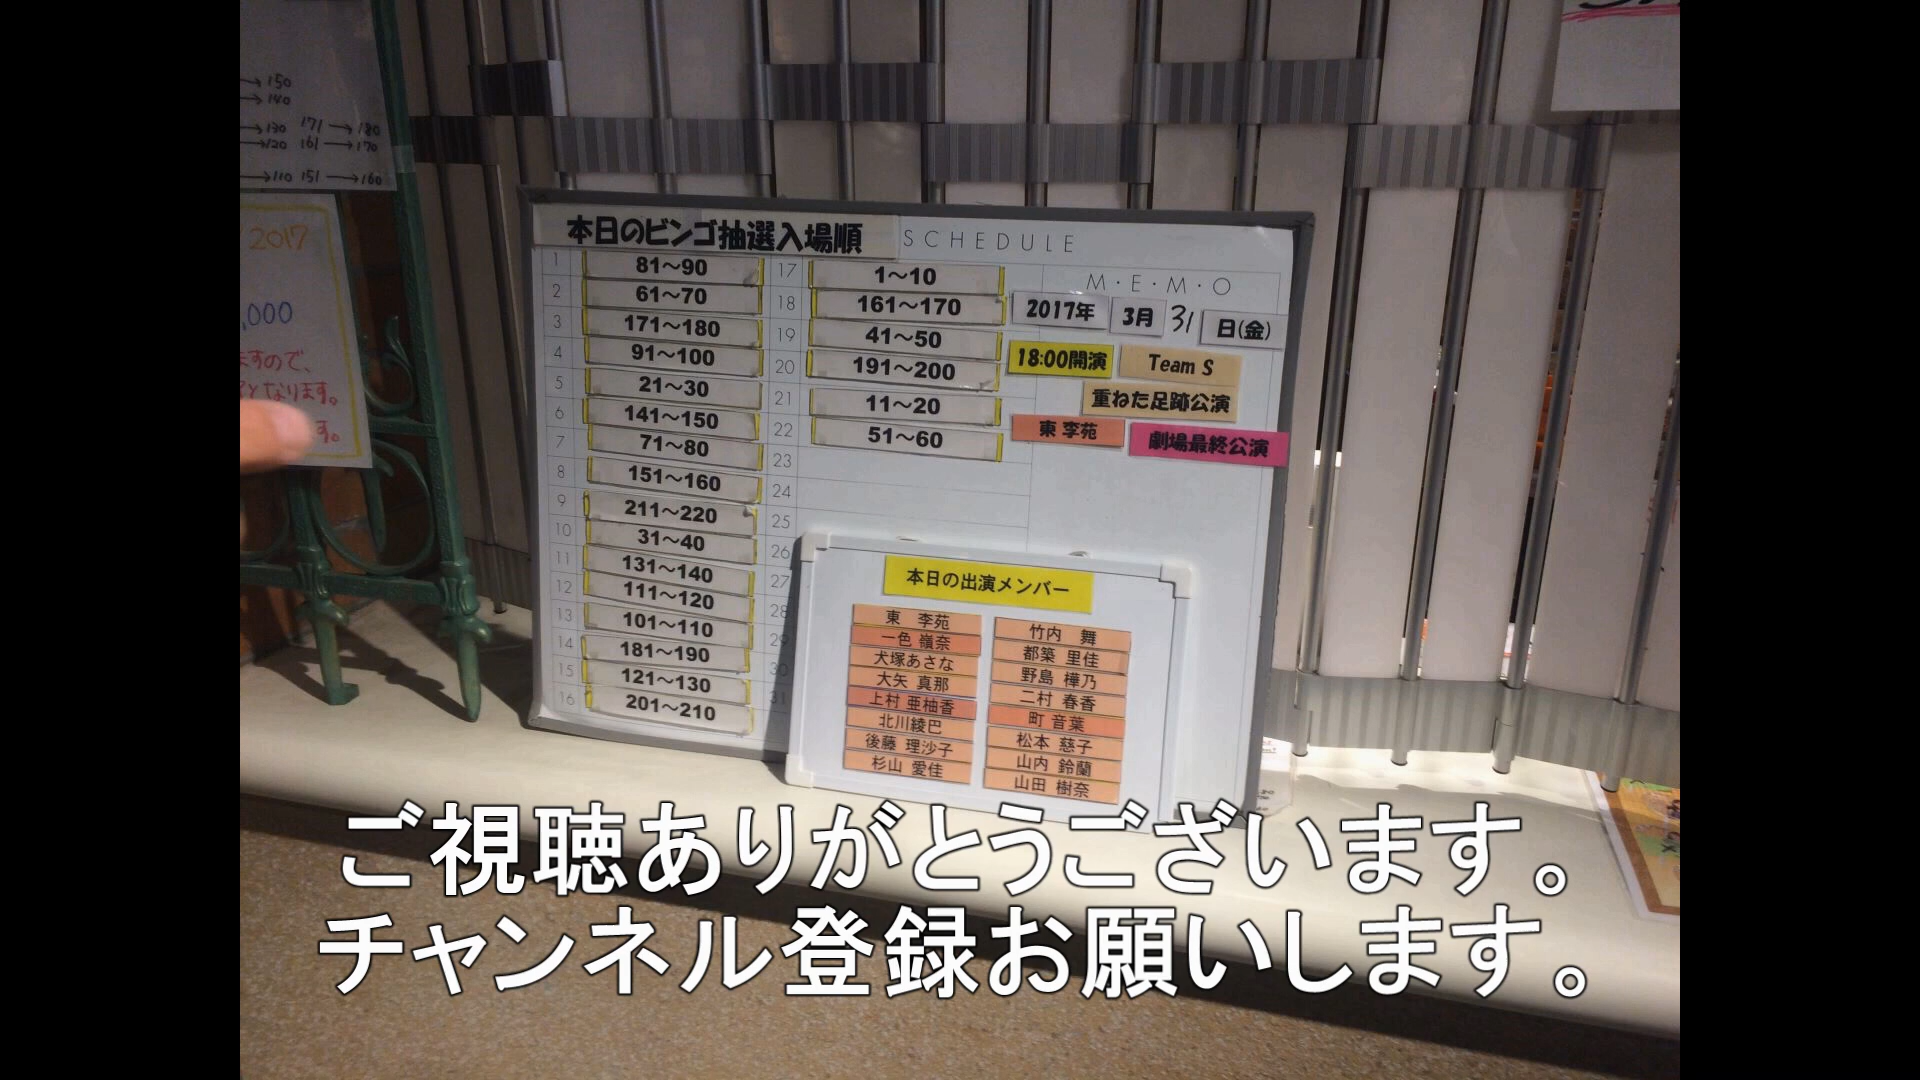 →150
→140
→130 171→180
→120 161→170
→110 151→160
2017
,000
ますので、
となります。
す。
本日のビンゴ抽選入場順
SCHEDULE
M・E・M・O
1 81～90
2 61～70
3 171～180
4 91～100
5 21～30
6 141～150
7 71～80
8 151～160
9 211～220
10 31～40
11 131～140
12 111～120
13 101～110
14 181～190
15 121～130
16 201～210
17 1～10
18 161～170
19 41～50
20 191～200
21 11～20
22 51～60
23
24
25
26
27
28
29
30
31
2017年 3月 31 日(金)
18:00開演 Team S
重ねた足跡公演
東 李苑 劇場最終公演
本日の出演メンバー
東 李苑
一色 嶺奈
犬塚あさな
大矢 真那
上村 亜柚香
北川綾巴
後藤 理沙子
杉山 愛佳
竹内 舞
都築 里佳
野島 樺乃
二村 春香
町 音葉
松本 慈子
山内 鈴蘭
山田 樹奈
ご視聴ありがとうございます。
チャンネル登録お願いします。